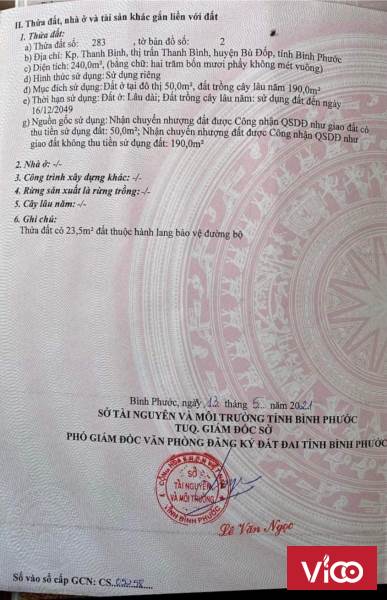 II. Thửa đất, nhà ở và tài sản khác gắn liền với đất
1. Thửa đất:
a) Thửa đất số: 283 , tờ bản đồ số: 2
b) Địa chỉ: Kp. Thanh Bình, thị trấn Thanh Bình, huyện Bù Đốp, tỉnh Bình Phước
c) Diện tích: 240,0m², (bằng chữ: hai trăm bốn mươi phẩy không mét vuông)
d) Hình thức sử dụng: Sử dụng riêng
đ) Mục đích sử dụng: Đất ở tại đô thị 50,0m²; đất trồng cây lâu năm 190,0m²
e) Thời hạn sử dụng: Đất ở: Lâu dài; Đất trồng cây lâu năm: sử dụng đất đến ngày
16/12/2049
g) Nguồn gốc sử dụng: Nhận chuyển nhượng đất được Công nhận QSDĐ như giao đất có
thu tiền sử dụng đất: 50,0m²; Nhận chuyển nhượng đất được Công nhận QSDĐ như
giao đất không thu tiền sử dụng đất: 190,0m²
2. Nhà ở: -/-
3. Công trình xây dựng khác: -/-
4. Rừng sản xuất là rừng trồng: -/-
5. Cây lâu năm: -/-
6. Ghi chú:
Thửa đất có 23,5m² đất thuộc hành lang bảo vệ đường bộ
Bình Phước, ngày 13 tháng 5 năm 2021
SỞ TÀI NGUYÊN VÀ MÔI TRƯỜNG TỈNH BÌNH PHƯỚC
TUQ. GIÁM ĐỐC SỞ
PHÓ GIÁM ĐỐC VĂN PHÒNG ĐĂNG KÝ ĐẤT ĐAI TỈNH BÌNH PHƯỚC
SỞ
TÀI NGUYÊN
VÀ MÔI TRƯỜNG
TỈNH BÌNH PHƯỚC
Lê Văn Ngọc
Số vào sổ cấp GCN: CS
Vico